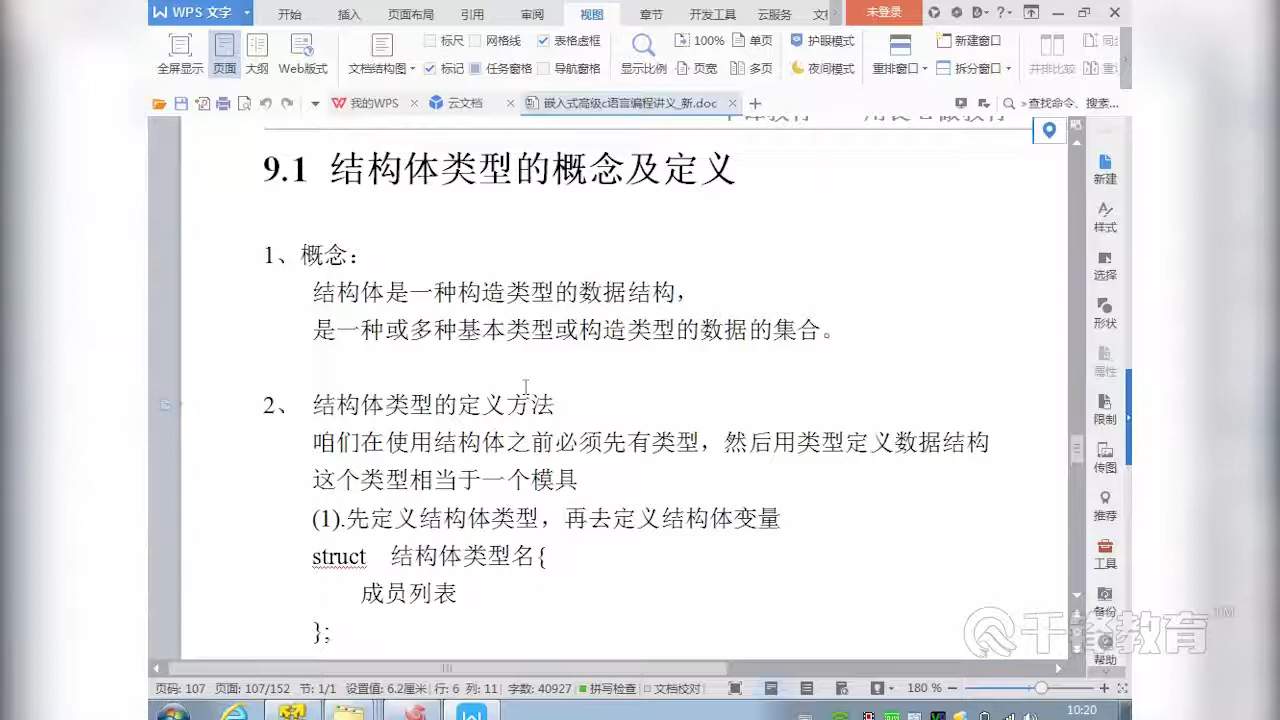 WPS 文字
开始 插入 页面布局 引用 审阅 视图 章节 开发工具 云服务
未登录
标尺 网格线 表格虚框 100% 单页 护眼模式 新建窗口
全屏显示 页面 大纲 Web版式 文档结构图 标记 任务窗格 导航窗格 显示比例 页宽 多页 夜间模式 重排窗口 拆分窗口 并排比较
我的WPS 云文档 嵌入式高级c语言编程讲义_新.doc 查找命令、搜索...
9.1 结构体类型的概念及定义
1、概念：
结构体是一种构造类型的数据结构，
是一种或多种基本类型或构造类型的数据的集合。
2、 结构体类型的定义方法
咱们在使用结构体之前必须先有类型，然后用类型定义数据结构
这个类型相当于一个模具
(1).先定义结构体类型，再去定义结构体变量
struct 结构体类型名{
成员列表
};
新建
样式
选择
形状
属性
限制
传图
推荐
工具
备份
帮助
千锋教育 TM
页码: 107 页面: 107/152 节: 1/1 设置值: 6.2厘米 行: 6 列: 11 字数: 40927 拼写检查 文档校对 180 %
10:20